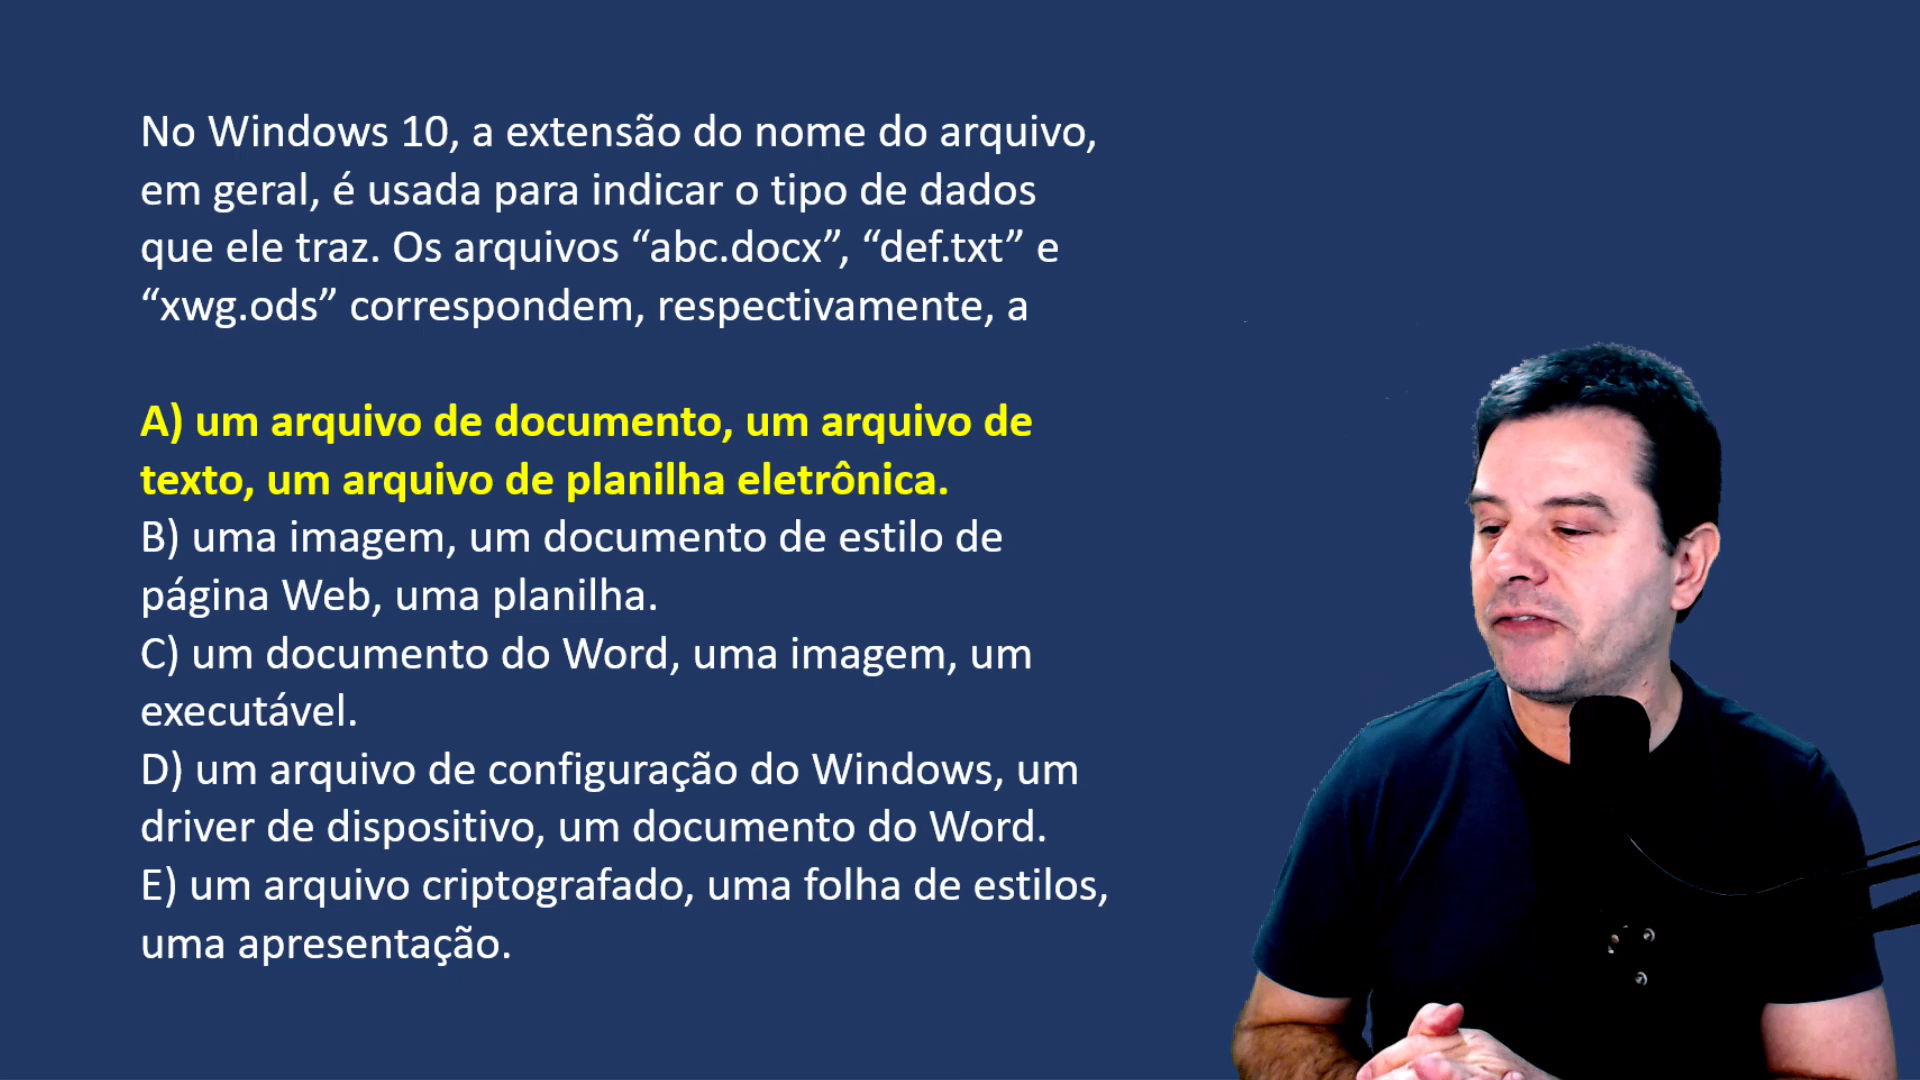 No Windows 10, a extensão do nome do arquivo,
em geral, é usada para indicar o tipo de dados
que ele traz. Os arquivos “abc.docx”, “def.txt” e
“xwg.ods” correspondem, respectivamente, a
A) um arquivo de documento, um arquivo de
texto, um arquivo de planilha eletrônica.
B) uma imagem, um documento de estilo de
página Web, uma planilha.
C) um documento do Word, uma imagem, um
executável.
D) um arquivo de configuração do Windows, um
driver de dispositivo, um documento do Word.
E) um arquivo criptografado, uma folha de estilos,
uma apresentação.